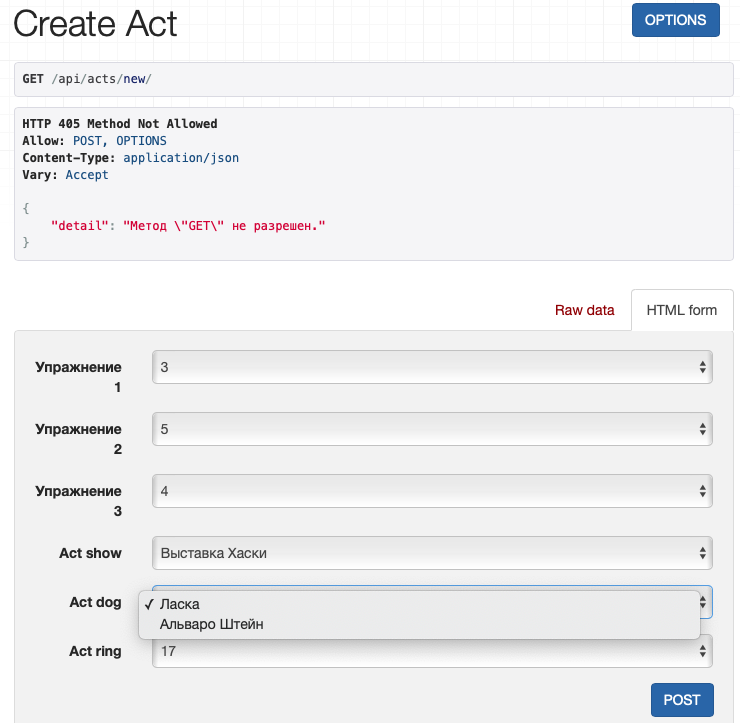 Create Act
OPTIONS
GET /api/acts/new/
HTTP 405 Method Not Allowed
Allow: POST, OPTIONS
Content-Type: application/json
Vary: Accept
{
"detail": "Метод \"GET\" не разрешен."
}
Raw data
HTML form
Упражнение 
1
3
Упражнение
2
5
Упражнение
3
4
Act show
Выставка Хаски
Act dog
✓ Ласка
Альваро Штейн
Act ring
17
POST